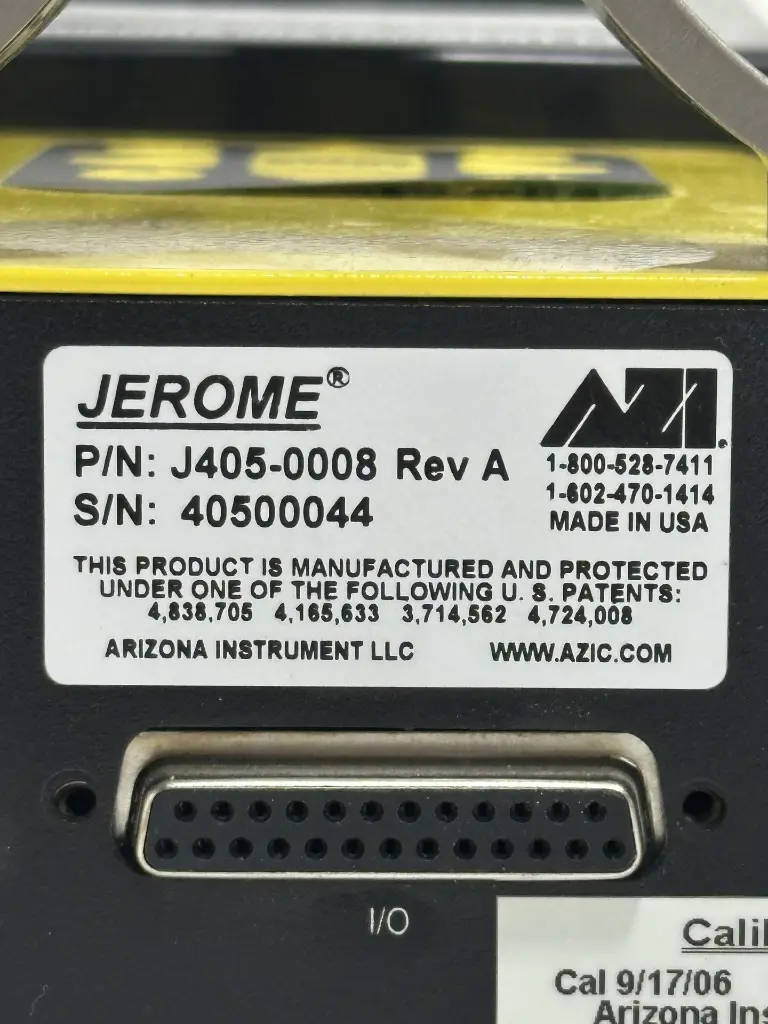 JEROME®
P/N: J405-0008 Rev A
S/N: 40500044
AZI.
1-800-528-7411
1-602-470-1414
MADE IN USA
THIS PRODUCT IS MANUFACTURED AND PROTECTED
UNDER ONE OF THE FOLLOWING U. S. PATENTS:
4,838,705 4,165,633 3,714,562 4,724,008
ARIZONA INSTRUMENT LLC WWW.AZIC.COM
I/O
Cal 9/17/06
Arizona